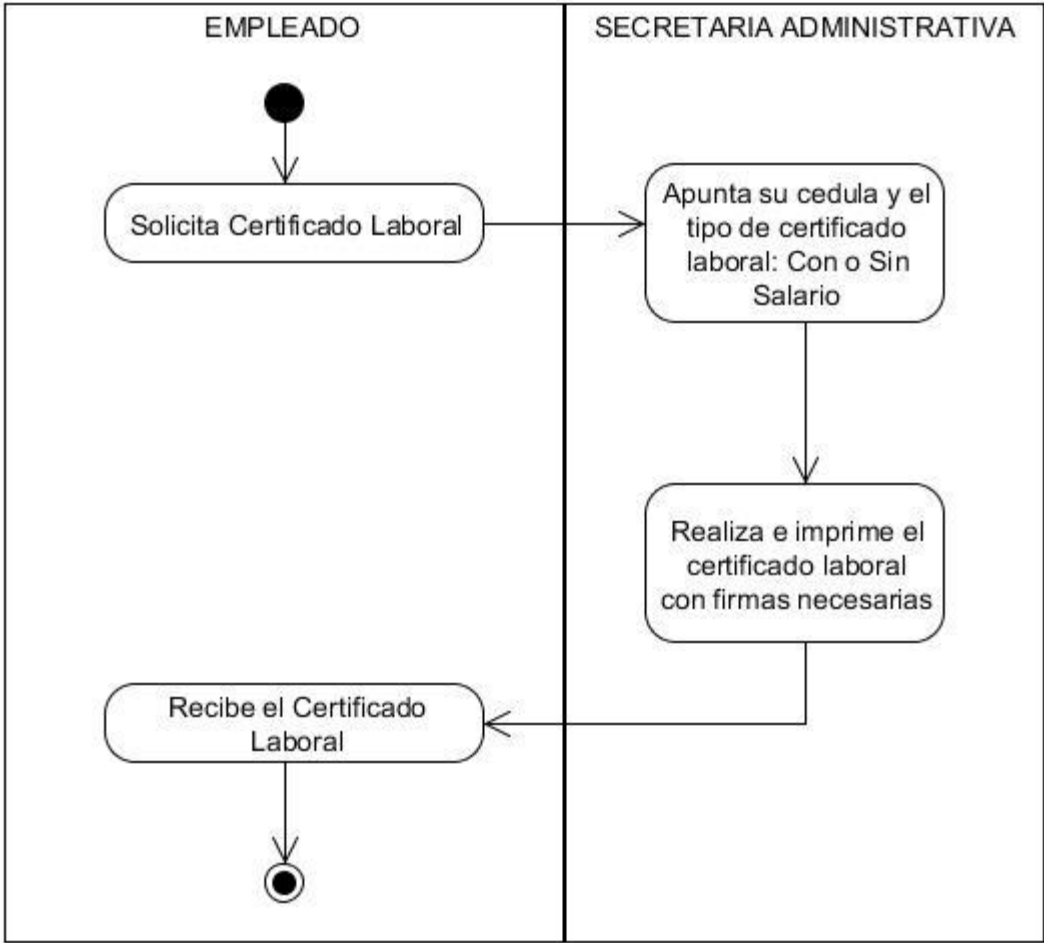 EMPLEADO
SECRETARIA ADMINISTRATIVA
Solicita Certificado Laboral
Apunta su cedula y el
tipo de certificado
laboral: Con o Sin
Salario
Realiza e imprime el
certificado laboral
con firmas necesarias
Recibe el Certificado
Laboral